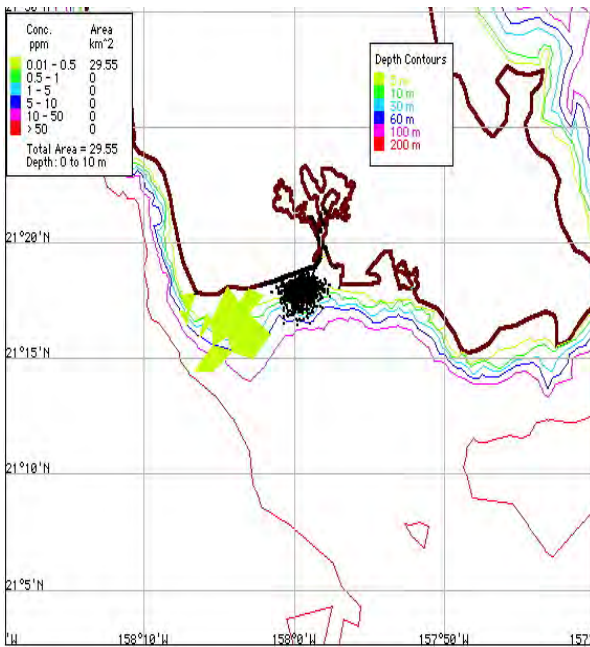 Conc. Area
ppm km^2
0.01 - 0.5 29.55
0.5 - 1 0
1 - 5 0
5 - 10 0
10 - 50 0
> 50 0
Total Area = 29.55
Depth: 0 to 10 m
Depth Contours
5 m
10 m
30 m
60 m
100 m
200 m
21°20'N
21°15'N
21°10'N
21°5'N
'W 158°10'W 158°0'W 157°50'W